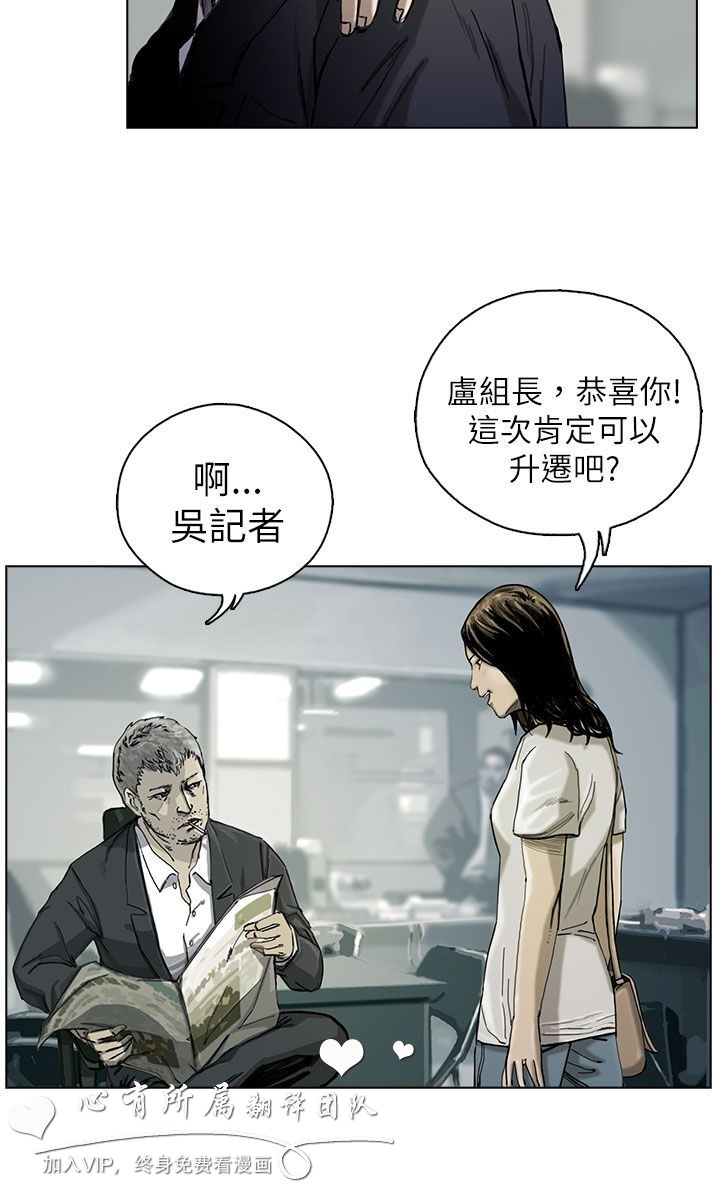 盧組長，恭喜你!
這次肯定可以
升遷吧?
啊...
吳記者
心有所属翻译团队
加入VIP，终身免费看漫画